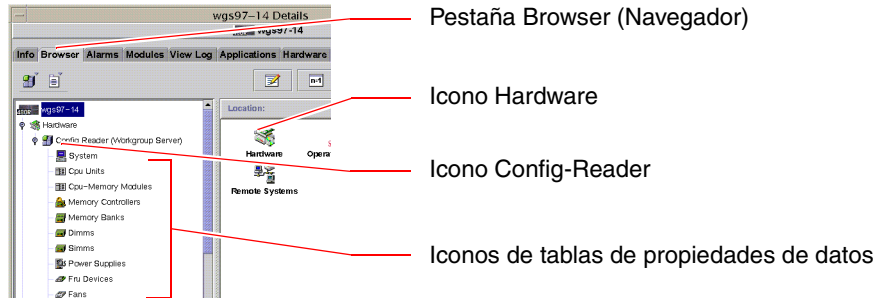 wgs97-14 Details
wgs97-14
Info Browser Alarms Modules View Log Applications Hardware
n=1
wgs97-14
Hardware
Config Reader (Workgroup Server)
System
Cpu Units
Cpu-Memory Modules
Memory Controllers
Memory Banks
Dimms
Simms
Power Supplies
Fru Devices
Fans
Location:
Hardware
Opera
Remote Systems
Pestaña Browser (Navegador)
Icono Hardware
Icono Config-Reader
Iconos de tablas de propiedades de datos